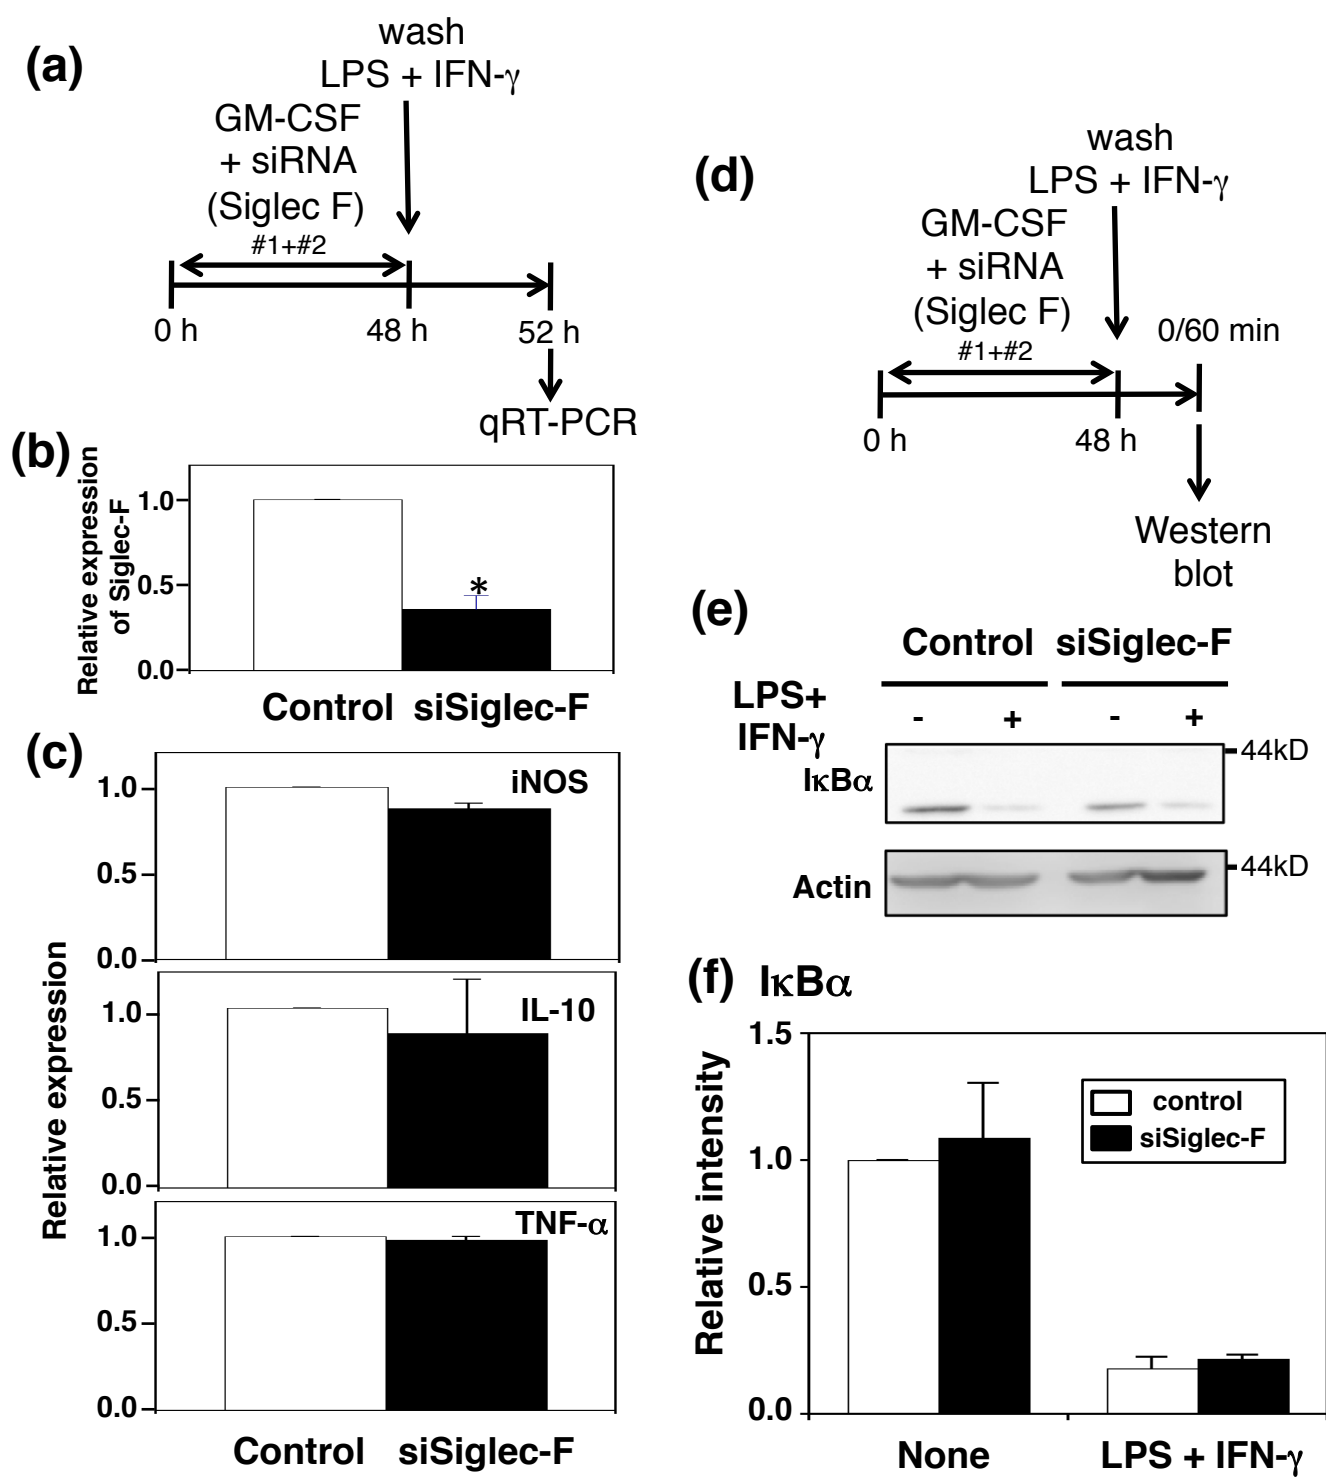 (a)
wash
LPS + IFN-γ
GM-CSF
+ siRNA
(Siglec F)
#1+#2
0 h
48 h
52 h
qRT-PCR
(b)
Relative expression
of Siglec-F
1.0
0.5
0.0
*
Control
siSiglec-F
(c)
Relative expression
iNOS
1.0
0.5
0.0
IL-10
1.0
0.5
0.0
TNF-α
1.0
0.5
0.0
Control
siSiglec-F
(d)
wash
LPS + IFN-γ
GM-CSF
+ siRNA
(Siglec F)
#1+#2
0/60 min
0 h
48 h
Western
blot
(e)
Control siSiglec-F
LPS+
IFN-γ
- + - +
44kD
IκBα
44kD
Actin
(f) IκBα
Relative intensity
1.5
1.0
0.5
0.0
control
siSiglec-F
None
LPS + IFN-γ